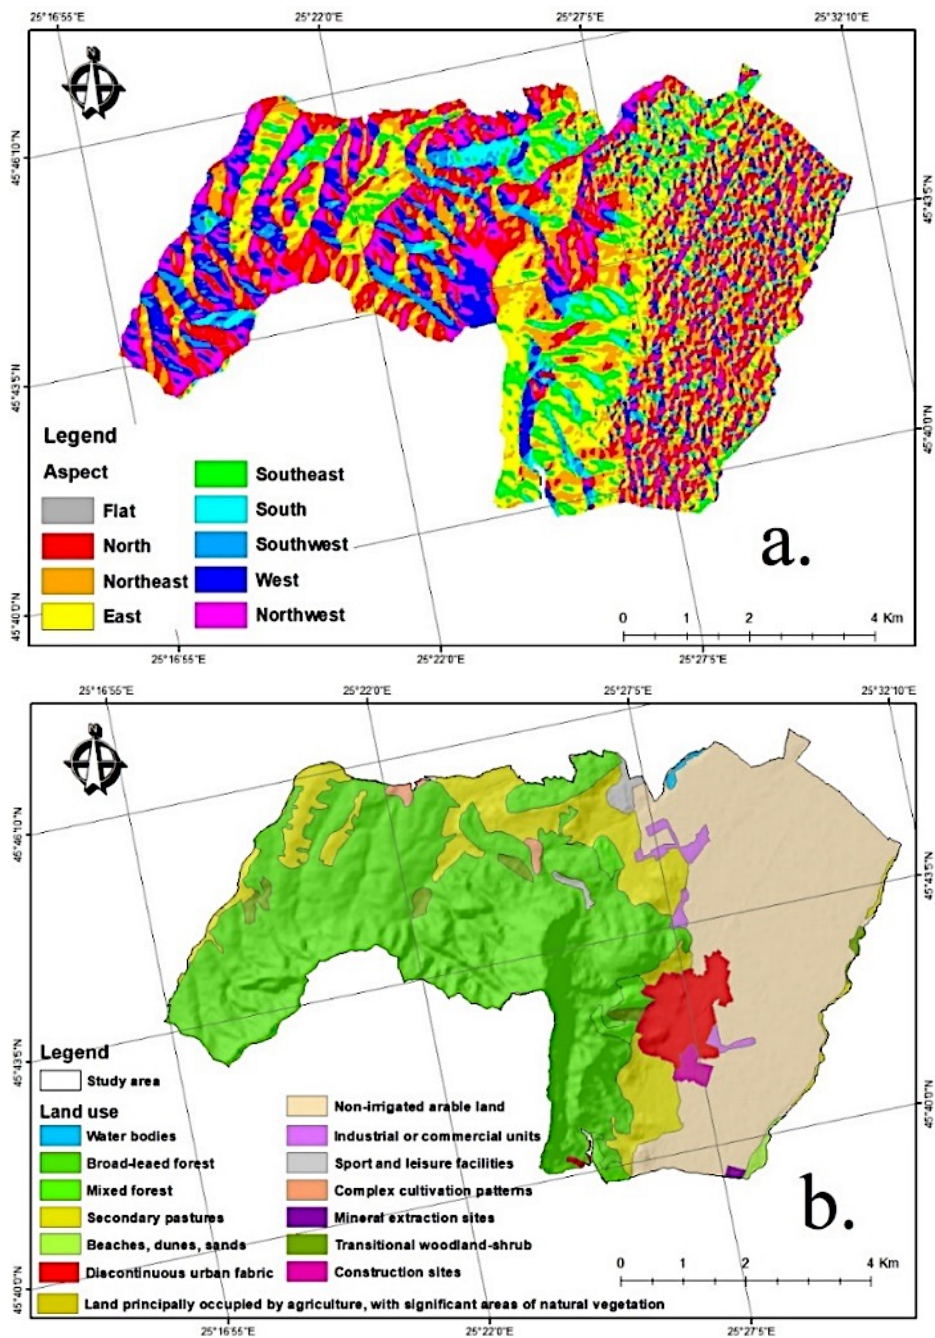 25°16'55"E 25°22'0"E 25°27'5"E 25°32'10"E
N
45°46'10"N
45°43'5"N
45°43'5"N
45°40'0"N
45°40'0"N
Legend
Aspect
Flat
North
Northeast
East
Southeast
South
Southwest
West
Northwest
a.
0 1 2 4 Km
25°16'55"E 25°22'0"E 25°27'5"E
25°16'55"E 25°22'0"E 25°27'5"E 25°32'10"E
N
45°46'10"N
45°43'5"N
45°43'5"N
45°40'0"N
45°40'0"N
Legend
Study area
Land use
Water bodies
Broad-leaed forest
Mixed forest
Secondary pastures
Beaches, dunes, sands
Discontinuous urban fabric
Land principally occupied by agriculture, with significant areas of natural vegetation
Non-irrigated arable land
Industrial or commercial units
Sport and leisure facilities
Complex cultivation patterns
Mineral extraction sites
Transitional woodland-shrub
Construction sites
b.
0 1 2 4 Km
25°16'55"E 25°22'0"E 25°27'5"E